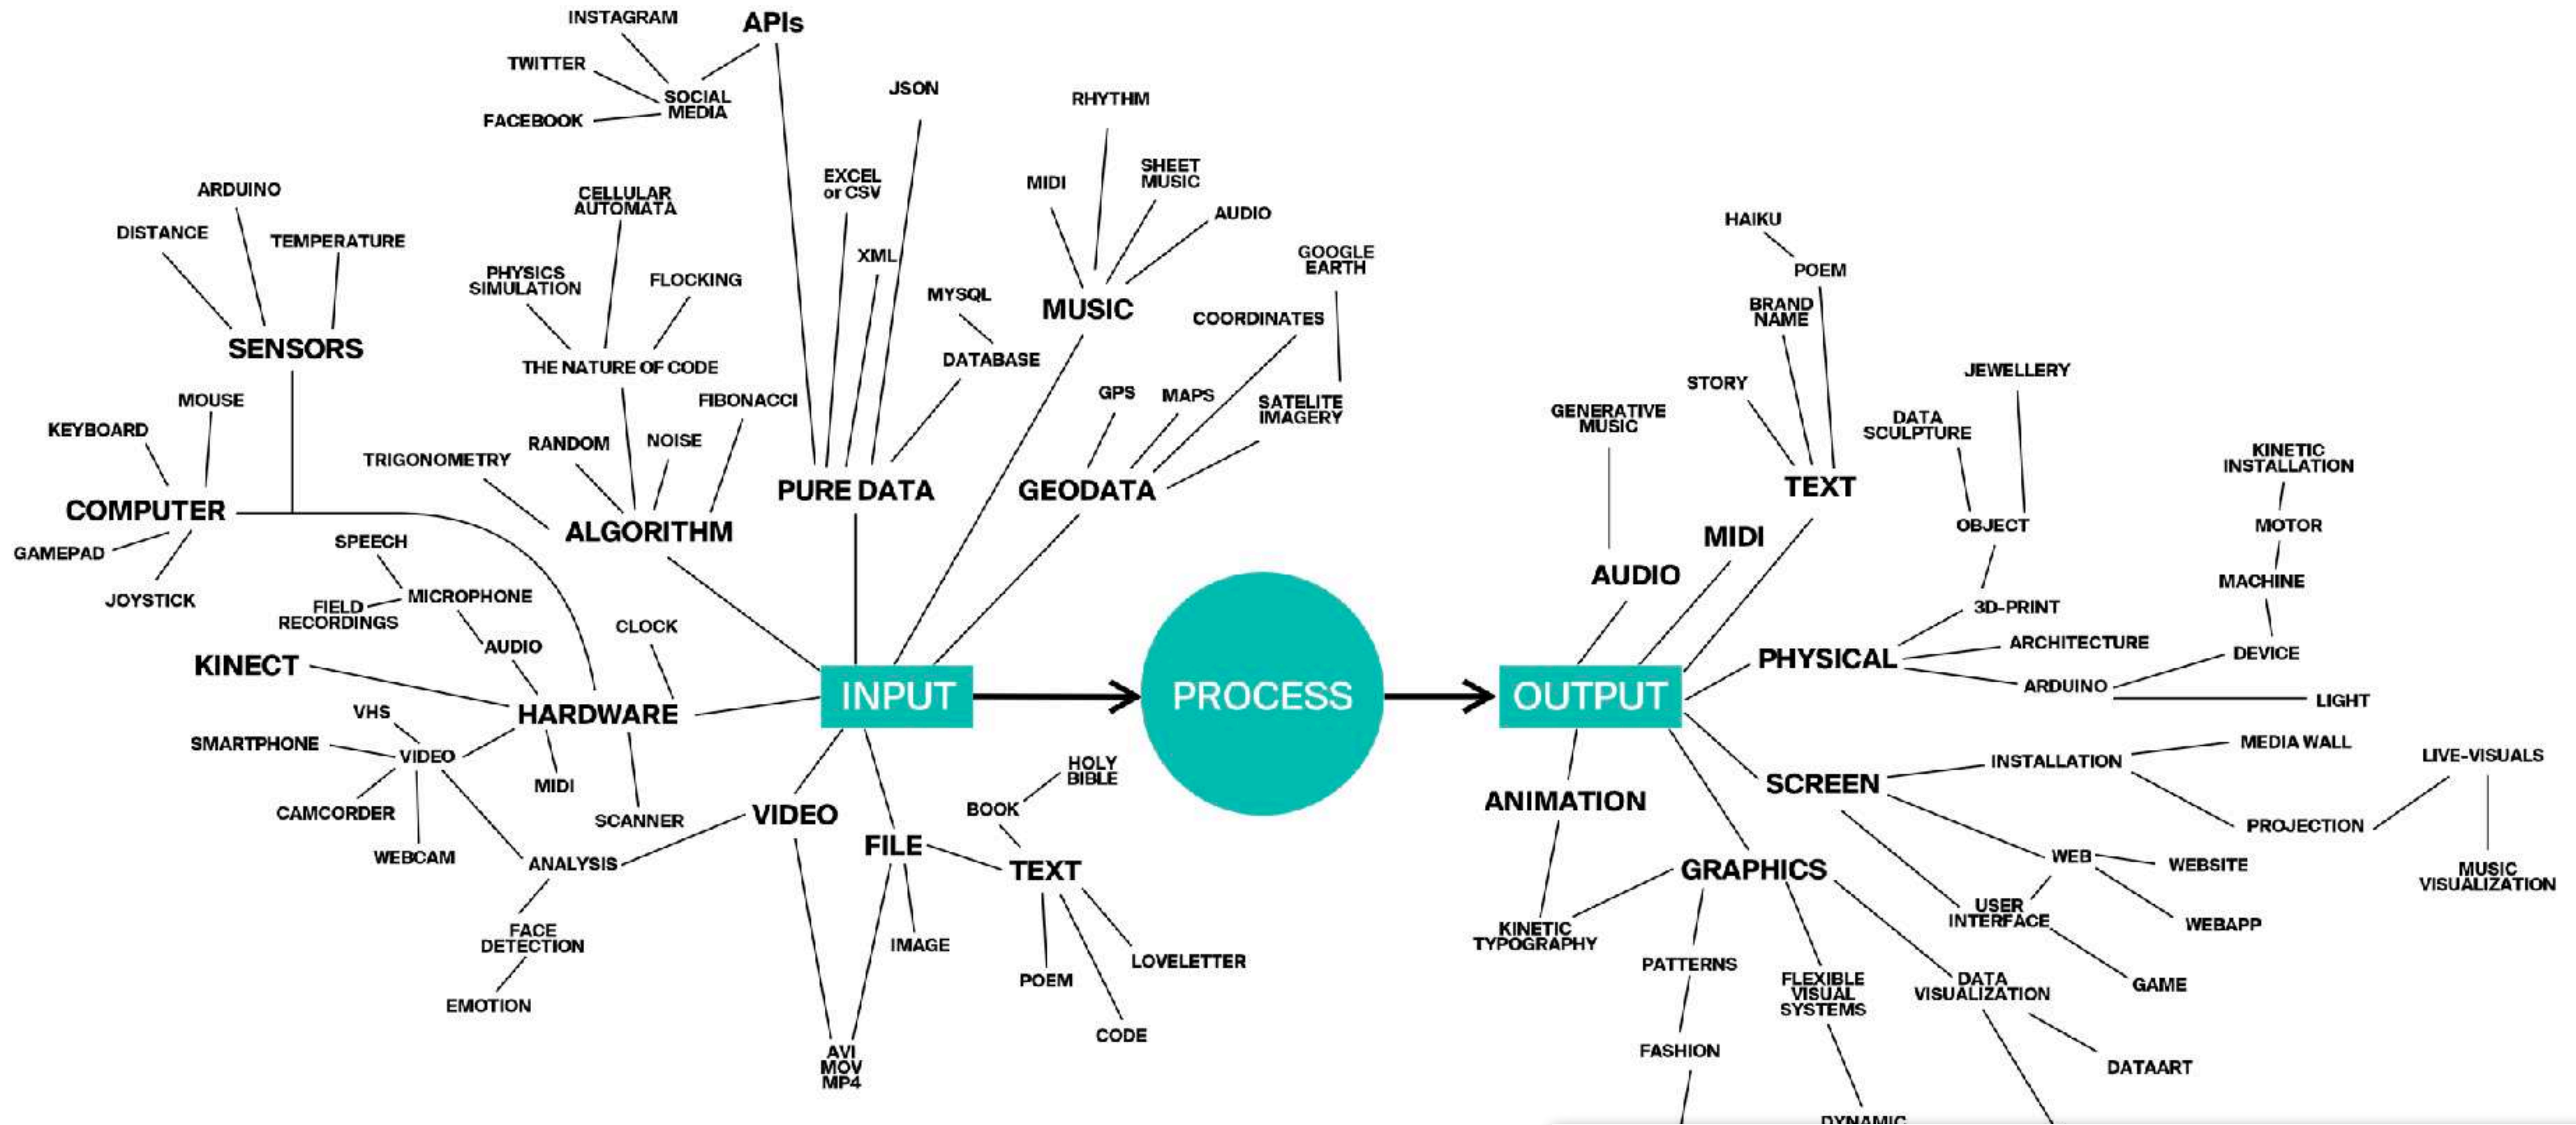 INSTAGRAM
APIs
TWITTER
SOCIAL
MEDIA
FACEBOOK
JSON
RHYTHM
EXCEL
or CSV
SHEET
MUSIC
MIDI
AUDIO
ARDUINO
DISTANCE
TEMPERATURE
SENSORS
CELLULAR
AUTOMATA
PHYSICS
SIMULATION
FLOCKING
THE NATURE OF CODE
XML
MYSQL
DATABASE
MUSIC
GOOGLE
EARTH
COORDINATES
GPS
MAPS
SATELITE
IMAGERY
MOUSE
KEYBOARD
COMPUTER
GAMEPAD
JOYSTICK
TRIGONOMETRY
RANDOM
NOISE
FIBONACCI
ALGORITHM
PURE DATA
GEODATA
SPEECH
MICROPHONE
FIELD
RECORDINGS
AUDIO
CLOCK
KINECT
HARDWARE
VHS
SMARTPHONE
VIDEO
CAMCORDER
WEBCAM
MIDI
SCANNER
ANALYSIS
FACE
DETECTION
EMOTION
INPUT
PROCESS
OUTPUT
VIDEO
FILE
HOLY
BIBLE
BOOK
TEXT
IMAGE
POEM
LOVELETTER
CODE
AVI
MOV
MP4
HAIKU
POEM
BRAND
NAME
STORY
TEXT
GENERATIVE
MUSIC
AUDIO
MIDI
JEWELLERY
DATA
SCULPTURE
OBJECT
3D-PRINT
PHYSICAL
ARCHITECTURE
ARDUINO
KINETIC
INSTALLATION
MOTOR
MACHINE
DEVICE
LIGHT
SCREEN
INSTALLATION
MEDIA WALL
PROJECTION
LIVE-VISUALS
MUSIC
VISUALIZATION
WEB
WEBSITE
WEBAPP
USER
INTERFACE
GAME
ANIMATION
GRAPHICS
KINETIC
TYPOGRAPHY
PATTERNS
FASHION
FLEXIBLE
VISUAL
SYSTEMS
DYNAMIC
DATA
VISUALIZATION
DATAART